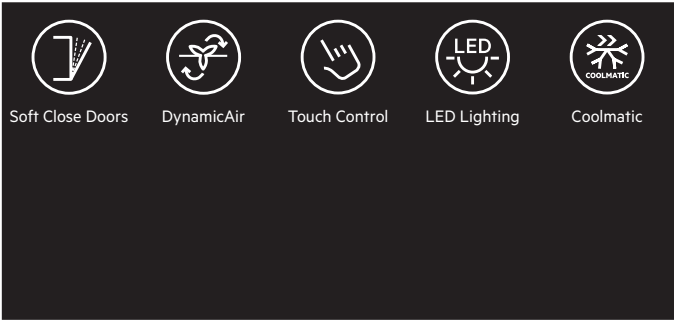 LED
COOLMATIC
Soft Close Doors
DynamicAir
Touch Control
LED Lighting
Coolmatic